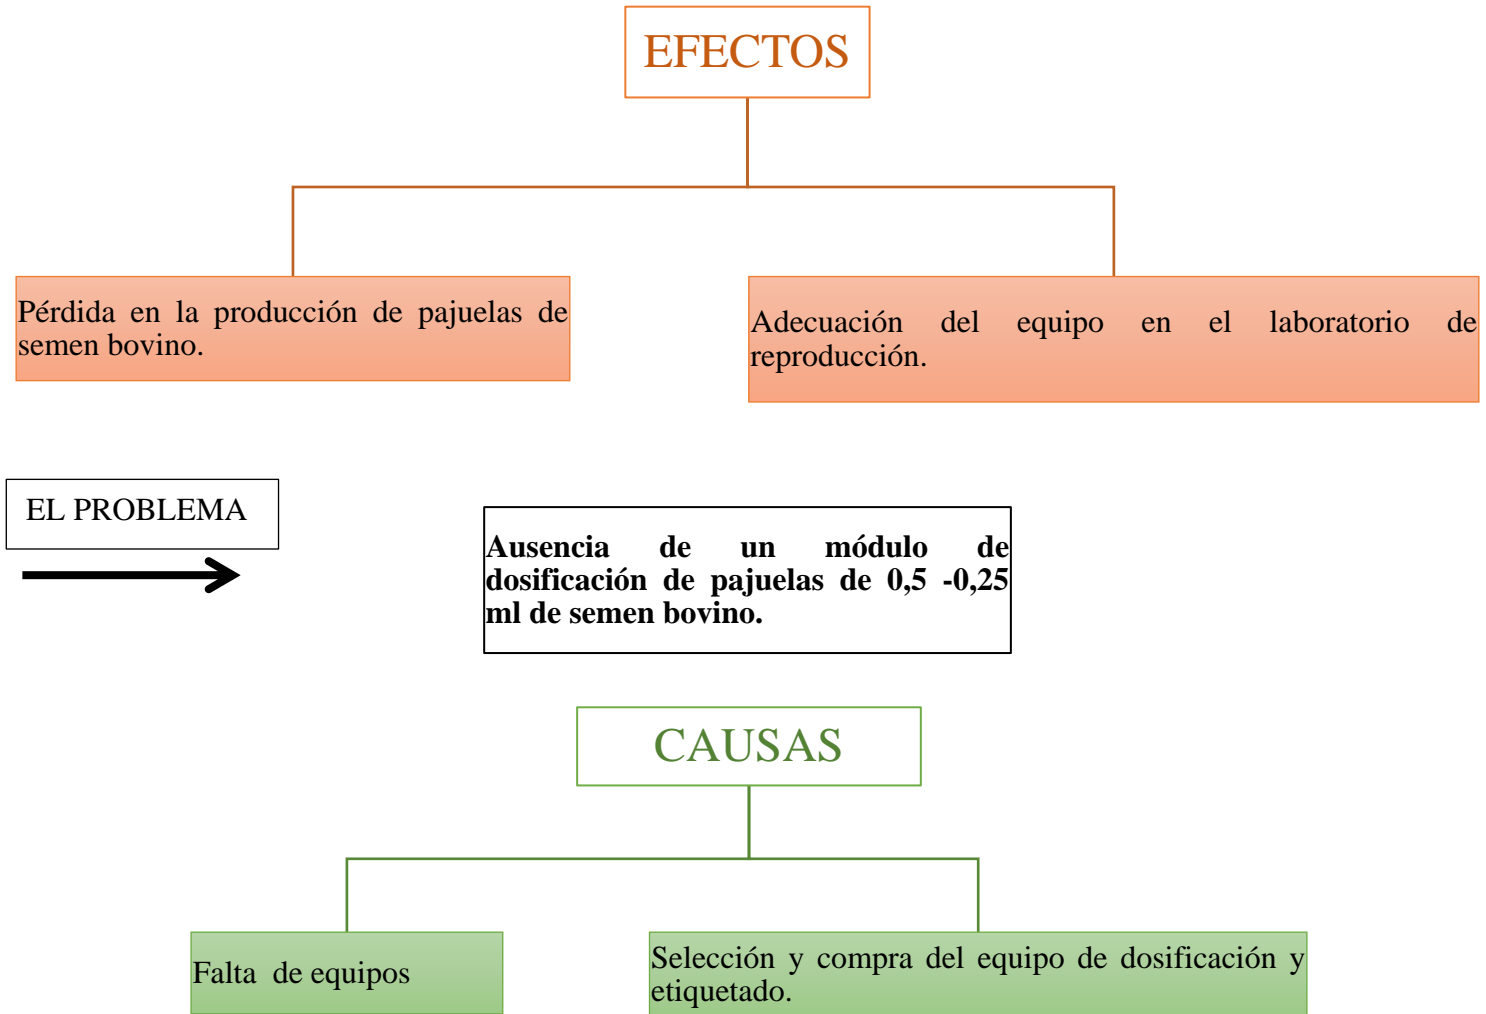 EFECTOS
Pérdida en la producción de pajuelas de
semen bovino.
Adecuación del equipo en el laboratorio de
reproducción.
EL PROBLEMA
Ausencia de un módulo de
dosificación de pajuelas de 0,5 -0,25
ml de semen bovino.
CAUSAS
Falta de equipos
Selección y compra del equipo de dosificación y
etiquetado.